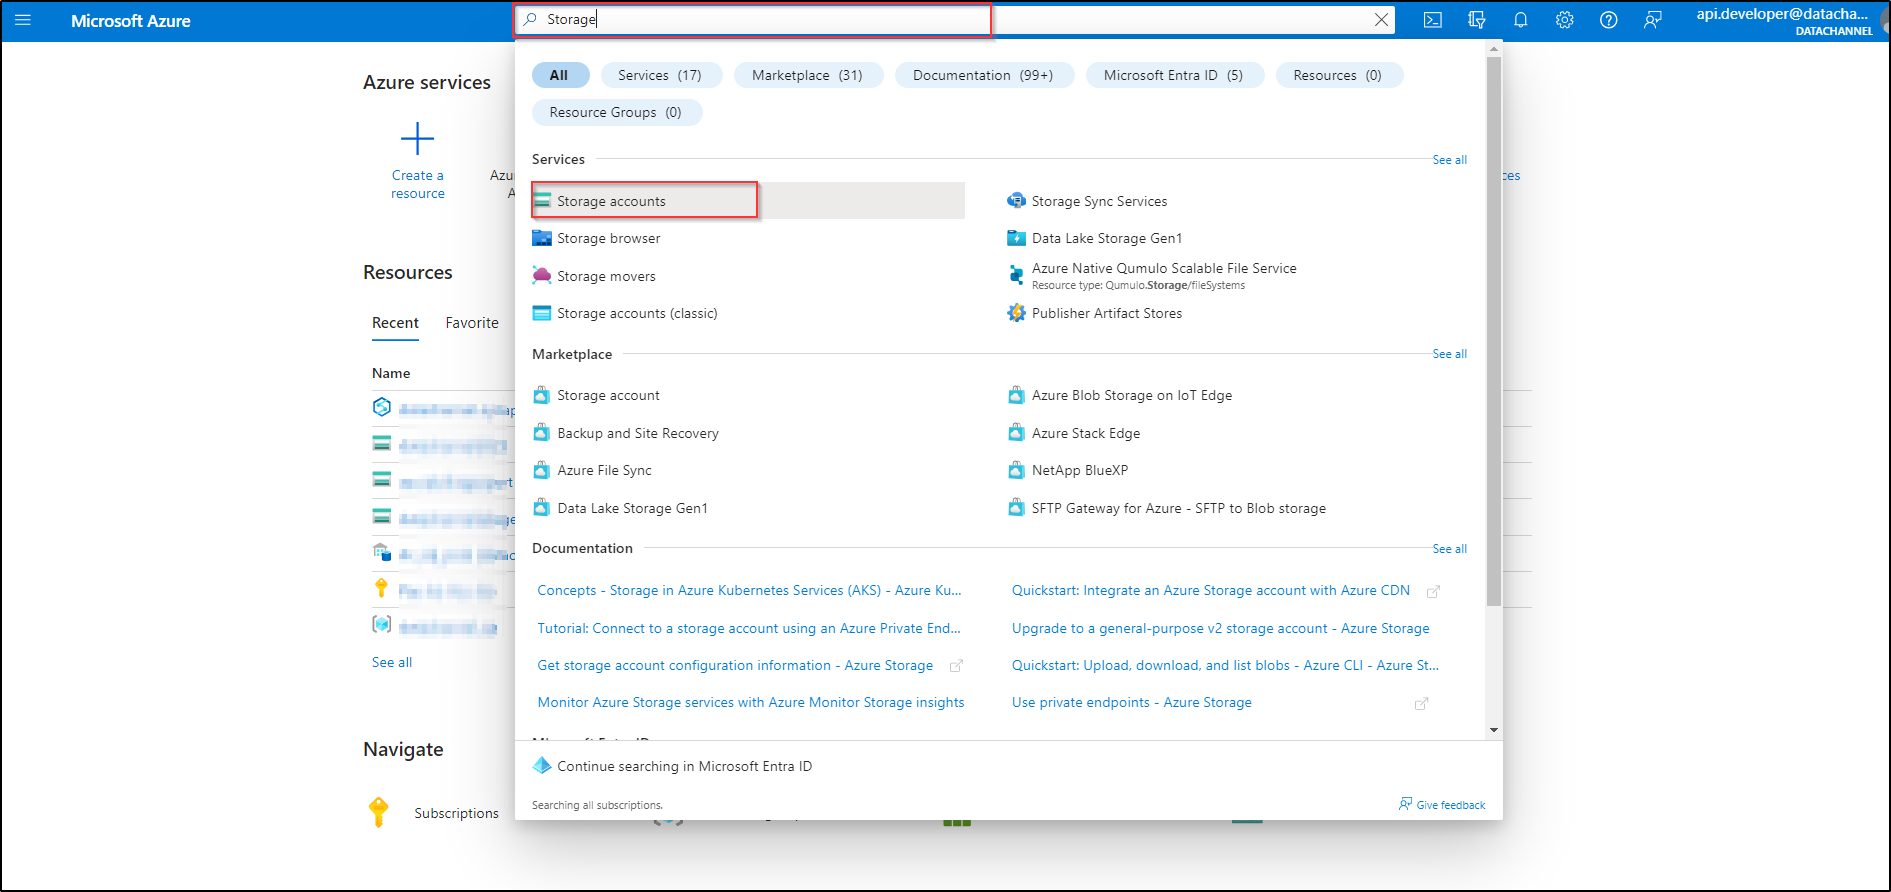 Microsoft Azure
Storage
api.developer@datacha...
DATACHANNEL
Azure services
Create a
resource
Azu
A
ces
All
Services (17)
Marketplace (31)
Documentation (99+)
Microsoft Entra ID (5)
Resources (0)
Resource Groups (0)
Services
See all
Storage accounts
Storage Sync Services
Storage browser
Data Lake Storage Gen1
Storage movers
Azure Native Qumulo Scalable File Service
Resource type: Qumulo.Storage/fileSystems
Storage accounts (classic)
Publisher Artifact Stores
Marketplace
See all
Storage account
Azure Blob Storage on IoT Edge
Backup and Site Recovery
Azure Stack Edge
Azure File Sync
NetApp BlueXP
Data Lake Storage Gen1
SFTP Gateway for Azure - SFTP to Blob storage
Documentation
See all
Concepts - Storage in Azure Kubernetes Services (AKS) - Azure Ku...
Quickstart: Integrate an Azure Storage account with Azure CDN
Tutorial: Connect to a storage account using an Azure Private End...
Upgrade to a general-purpose v2 storage account - Azure Storage
Get storage account configuration information - Azure Storage
Quickstart: Upload, download, and list blobs - Azure CLI - Azure St...
Monitor Azure Storage services with Azure Monitor Storage insights
Use private endpoints - Azure Storage
Microsoft Entra ID
Continue searching in Microsoft Entra ID
Searching all subscriptions.
Give feedback
Resources
Recent
Favorite
Name
See all
Navigate
Subscriptions